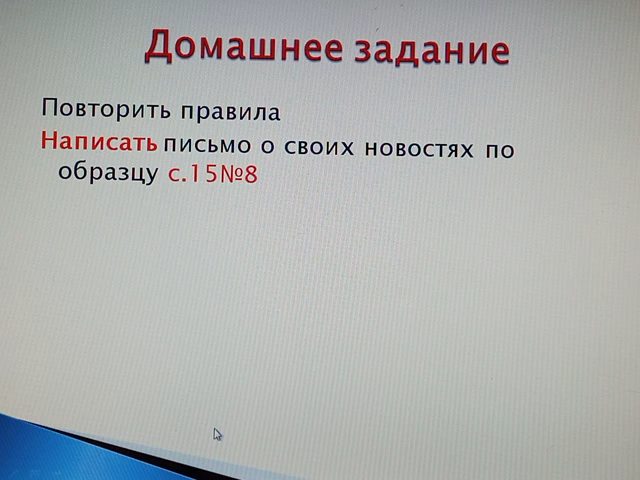 Домашнее задание
Повторить правила
Написать письмо о своих новостях по
образцу с.15№8